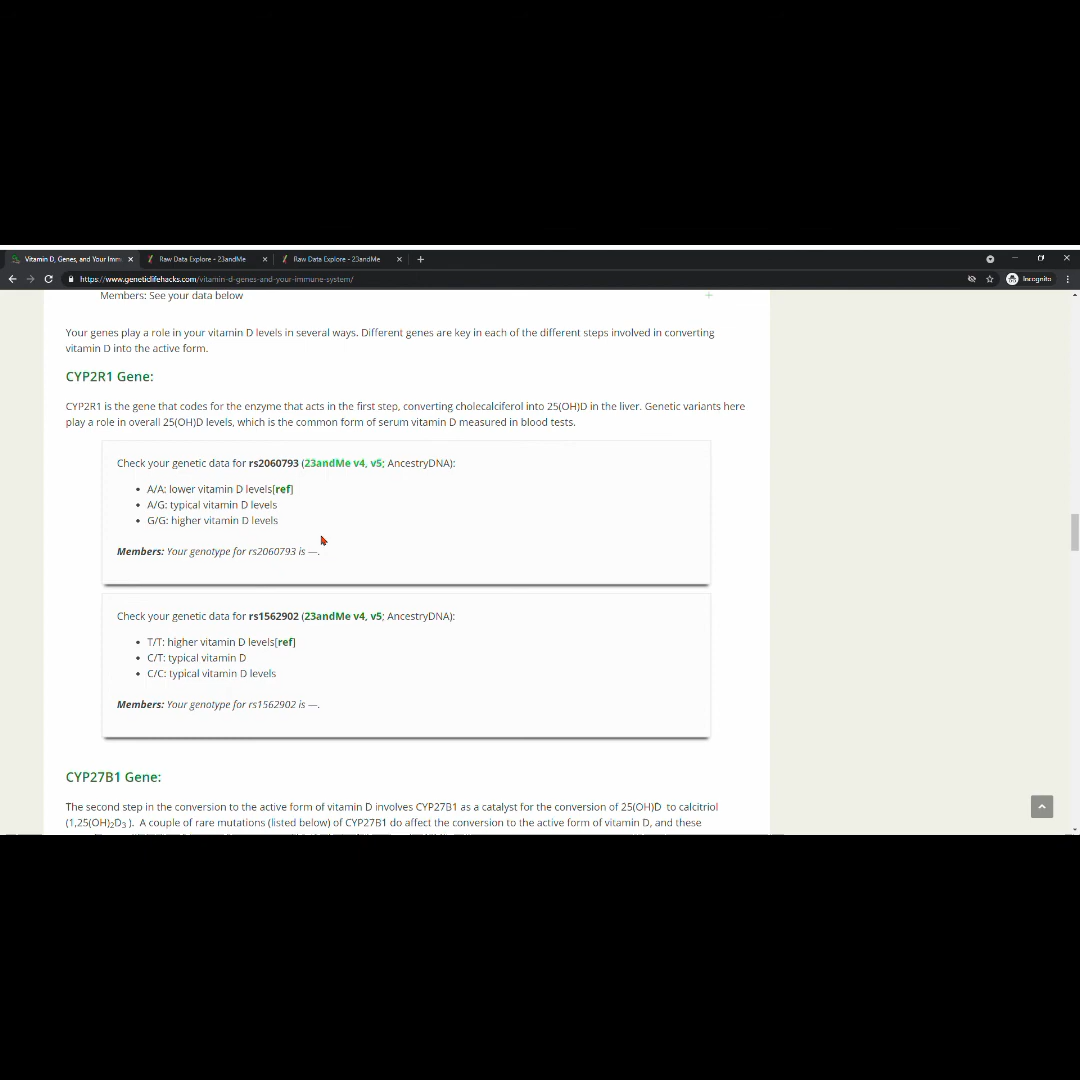 Vitamin D, Genes, and Your Imm
Raw Data Explore - 23andMe
Raw Data Explore - 23andMe
https://www.geneticlifehacks.com/vitamin-d-genes-and-your-immune-system/
Incognito
Members: See your data below
Your genes play a role in your vitamin D levels in several ways. Different genes are key in each of the different steps involved in converting
vitamin D into the active form.
CYP2R1 Gene:
CYP2R1 is the gene that codes for the enzyme that acts in the first step, converting cholecalciferol into 25(OH)D in the liver. Genetic variants here
play a role in overall 25(OH)D levels, which is the common form of serum vitamin D measured in blood tests.
Check your genetic data for rs2060793 (23andMe v4, v5; AncestryDNA):
• A/A: lower vitamin D levels[ref]
• A/G: typical vitamin D levels
• G/G: higher vitamin D levels
Members: Your genotype for rs2060793 is —.
Check your genetic data for rs1562902 (23andMe v4, v5; AncestryDNA):
• T/T: higher vitamin D levels[ref]
• C/T: typical vitamin D
• C/C: typical vitamin D levels
Members: Your genotype for rs1562902 is —.
CYP27B1 Gene:
The second step in the conversion to the active form of vitamin D involves CYP27B1 as a catalyst for the conversion of 25(OH)D to calcitriol
(1,25(OH)₂D₃ ). A couple of rare mutations (listed below) of CYP27B1 do affect the conversion to the active form of vitamin D, and these